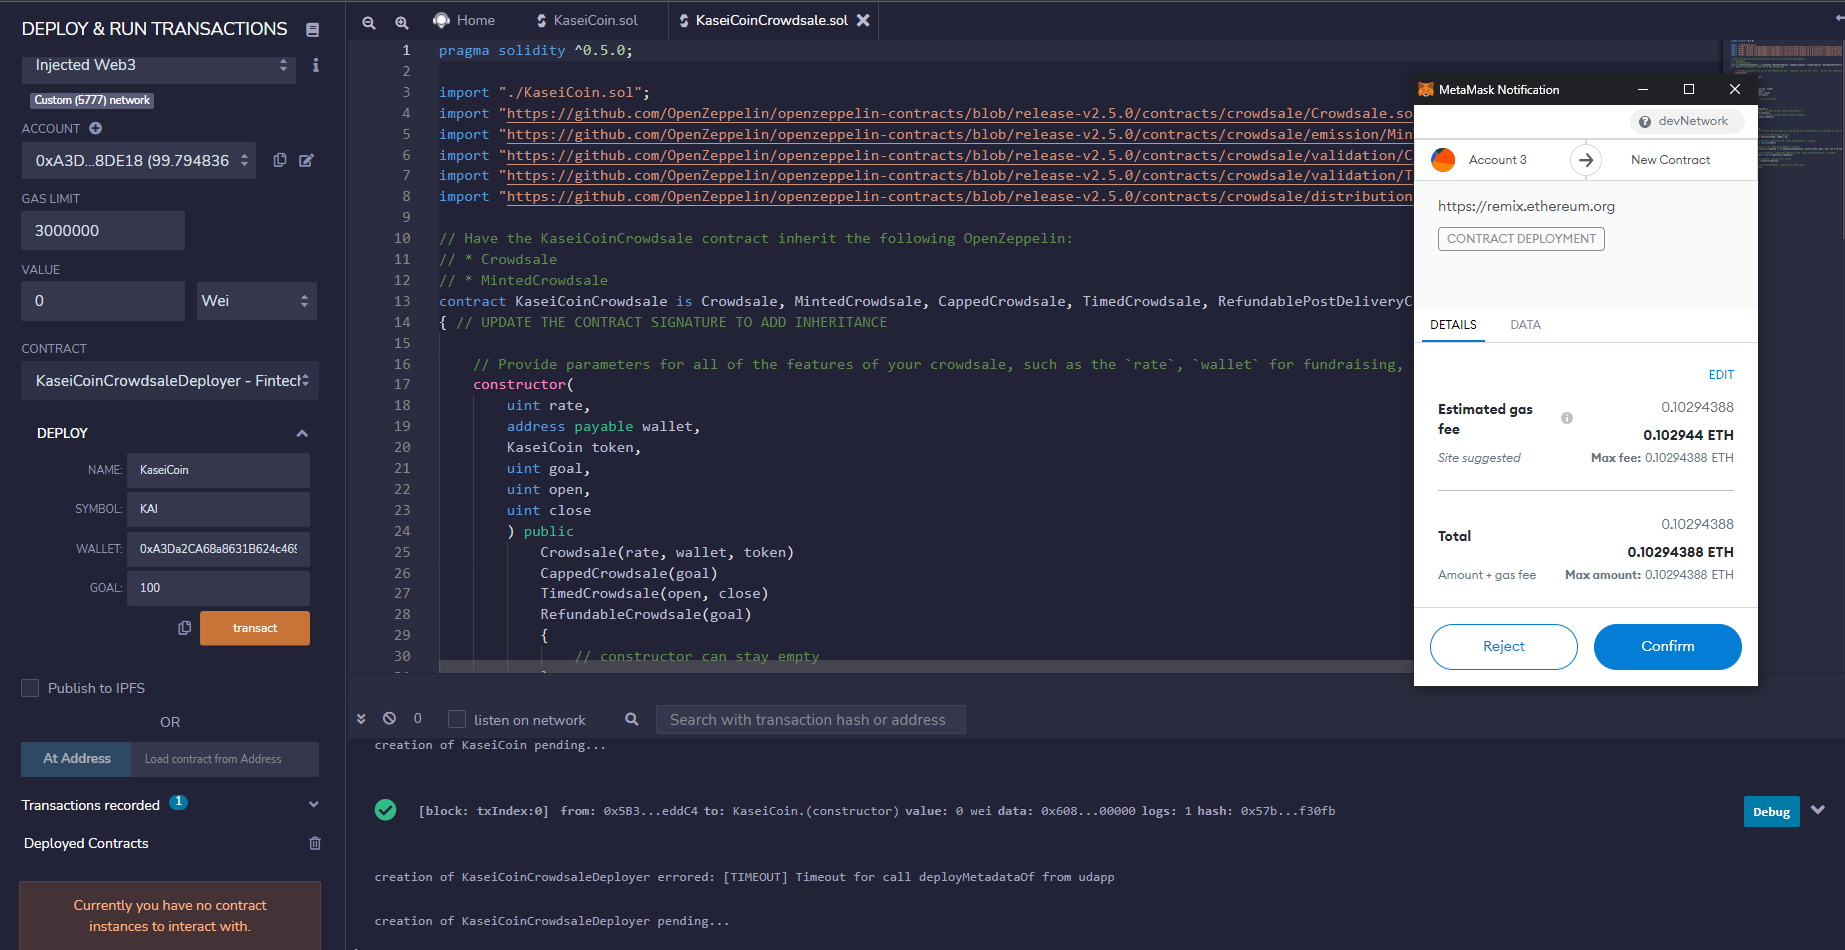 DEPLOY & RUN TRANSACTIONS
Injected Web3
Custom (5777) network
ACCOUNT
0xA3D...8DE18 (99.794836
GAS LIMIT
3000000
VALUE
0
Wei
CONTRACT
KaseiCoinCrowdsaleDeployer - Fintech
DEPLOY
NAME: KaseiCoin
SYMBOL: KAI
WALLET: 0xA3Da2CA68a8631B624c469
GOAL: 100
transact
Publish to IPFS
OR
At Address
Load contract from Address
Transactions recorded 1
Deployed Contracts
Currently you have no contract
instances to interact with.
Home
KaseiCoin.sol
KaseiCoinCrowdsale.sol
1 pragma solidity ^0.5.0;
2
3 import "./KaseiCoin.sol";
4 import "https://github.com/OpenZeppelin/openzeppelin-contracts/blob/release-v2.5.0/contracts/crowdsale/Crowdsale.so
5 import "https://github.com/OpenZeppelin/openzeppelin-contracts/blob/release-v2.5.0/contracts/crowdsale/emission/Min
6 import "https://github.com/OpenZeppelin/openzeppelin-contracts/blob/release-v2.5.0/contracts/crowdsale/validation/C
7 import "https://github.com/OpenZeppelin/openzeppelin-contracts/blob/release-v2.5.0/contracts/crowdsale/validation/T
8 import "https://github.com/OpenZeppelin/openzeppelin-contracts/blob/release-v2.5.0/contracts/crowdsale/distribution
9
10 // Have the KaseiCoinCrowdsale contract inherit the following OpenZeppelin:
11 // * Crowdsale
12 // * MintedCrowdsale
13 contract KaseiCoinCrowdsale is Crowdsale, MintedCrowdsale, CappedCrowdsale, TimedCrowdsale, RefundablePostDeliveryC
14 { // UPDATE THE CONTRACT SIGNATURE TO ADD INHERITANCE
15
16 // Provide parameters for all of the features of your crowdsale, such as the `rate`, `wallet` for fundraising,
17 constructor(
18 uint rate,
19 address payable wallet,
20 KaseiCoin token,
21 uint goal,
22 uint open,
23 uint close
24 ) public
25 Crowdsale(rate, wallet, token)
26 CappedCrowdsale(goal)
27 TimedCrowdsale(open, close)
28 RefundableCrowdsale(goal)
29 {
30 // constructor can stay empty
0
listen on network
Search with transaction hash or address
creation of KaseiCoin pending...
[block: txIndex:0] from: 0x5B3...eddC4 to: KaseiCoin.(constructor) value: 0 wei data: 0x608...00000 logs: 1 hash: 0x57b...f30fb
Debug
creation of KaseiCoinCrowdsaleDeployer errored: [TIMEOUT] Timeout for call deployMetadataOf from udapp
creation of KaseiCoinCrowdsaleDeployer pending...
MetaMask Notification
devNetwork
Account 3
New Contract
https://remix.ethereum.org
CONTRACT DEPLOYMENT
DETAILS
DATA
EDIT
Estimated gas
fee
0.10294388
0.102944 ETH
Site suggested
Max fee: 0.10294388 ETH
0.10294388
Total
0.10294388 ETH
Amount + gas fee
Max amount: 0.10294388 ETH
Reject
Confirm